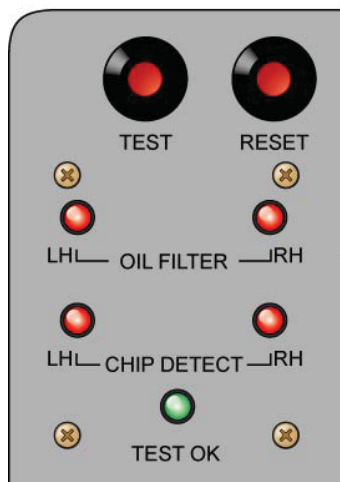 TEST RESET
LH OIL FILTER RH
LH CHIP DETECT RH
TEST OK